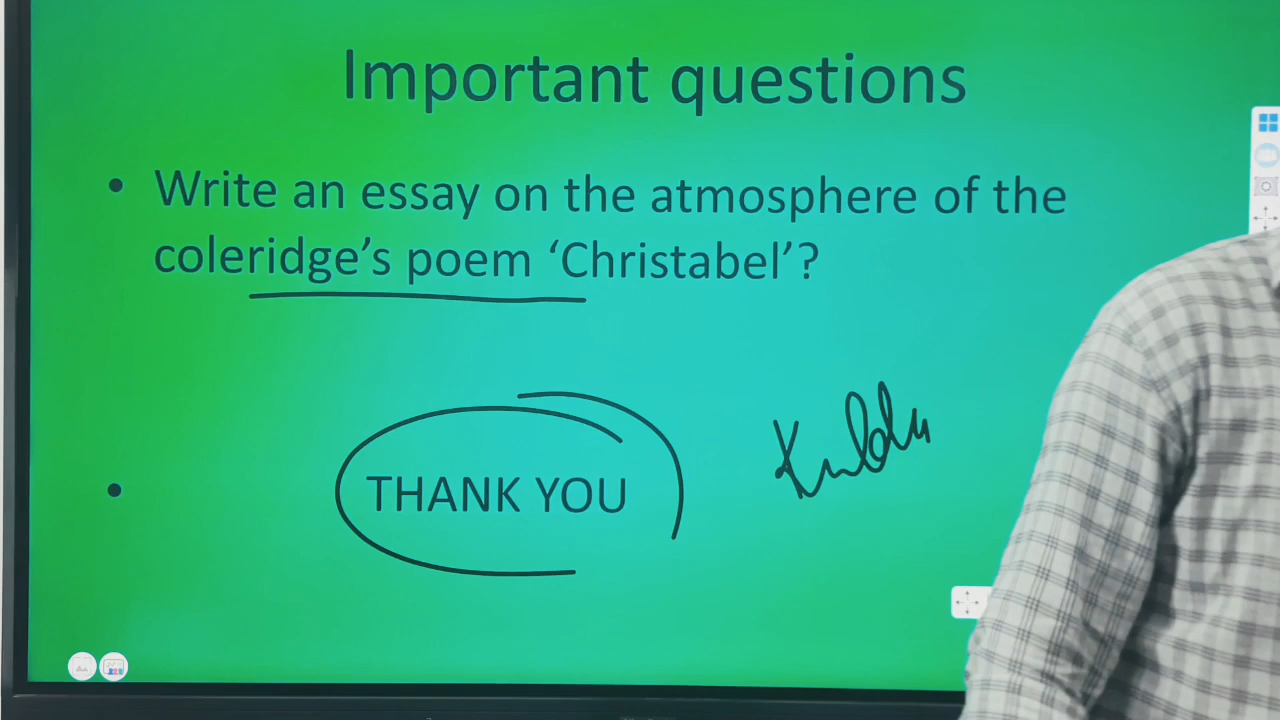 Important questions
• Write an essay on the atmosphere of the
coleridge’s poem ‘Christabel’?
• THANK YOU